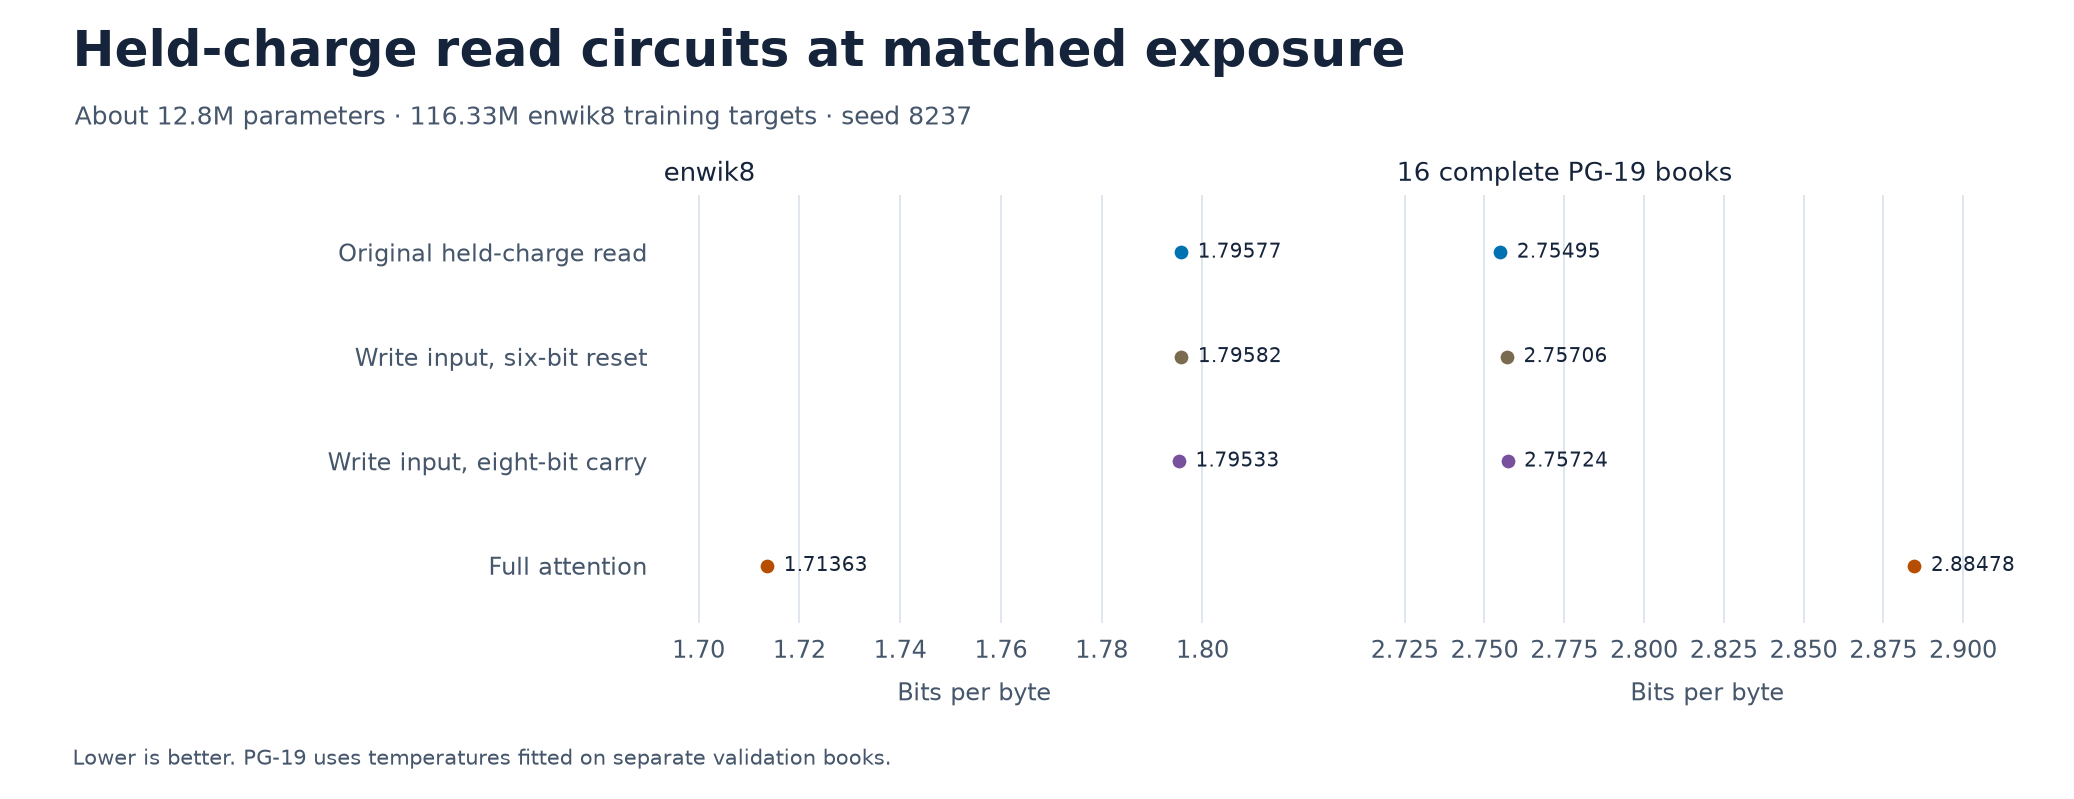 Held-charge read circuits at matched exposure
About 12.8M parameters · 116.33M enwik8 training targets · seed 8237
enwik8
16 complete PG-19 books
Original held-charge read
1.79577
2.75495
Write input, six-bit reset
1.79582
2.75706
Write input, eight-bit carry
1.79533
2.75724
Full attention
1.71363
2.88478
1.70 1.72 1.74 1.76 1.78 1.80
2.725 2.750 2.775 2.800 2.825 2.850 2.875 2.900
Bits per byte
Bits per byte
Lower is better. PG-19 uses temperatures fitted on separate validation books.